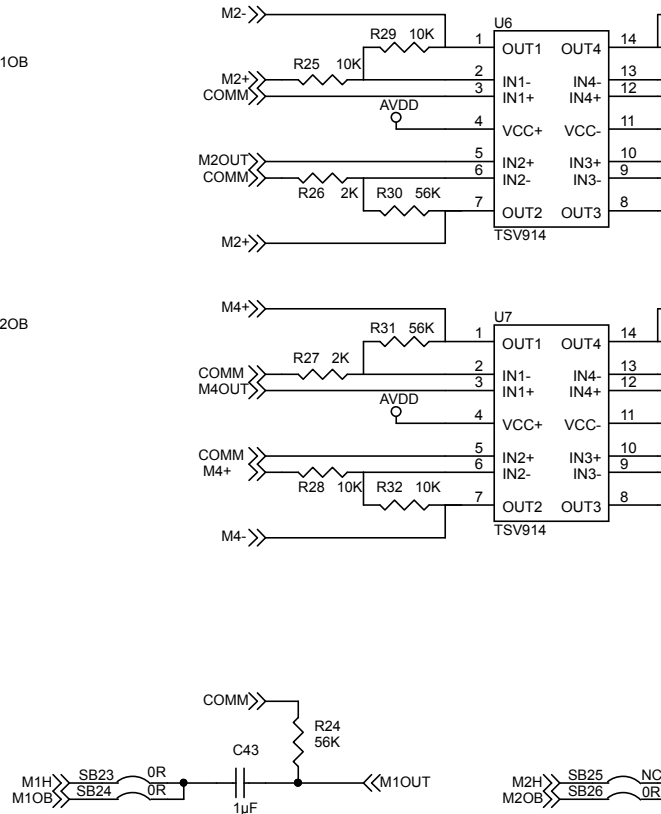 M2-
U6
R29 10K
1 OUT1 OUT4 14
1OB
R25 10K
M2+ 2 IN1- IN4- 13
COMM 3 IN1+ IN4+ 12
AVDD
4 VCC+ VCC- 11
M2OUT 5 IN2+ IN3+ 10
COMM 6 IN2- IN3- 9
R26 2K R30 56K
7 OUT2 OUT3 8
TSV914
M2+
M4+
U7
2OB
R31 56K
1 OUT1 OUT4 14
R27 2K
COMM 2 IN1- IN4- 13
M4OUT 3 IN1+ IN4+ 12
AVDD
4 VCC+ VCC- 11
COMM 5 IN2+ IN3+ 10
M4+ 6 IN2- IN3- 9
R28 10K R32 10K
7 OUT2 OUT3 8
TSV914
M4-
COMM
R24
56K
C43
M1H SB23 0R
M1OB SB24 0R
1µF
M1OUT
M2H SB25 NC
M2OB SB26 0R